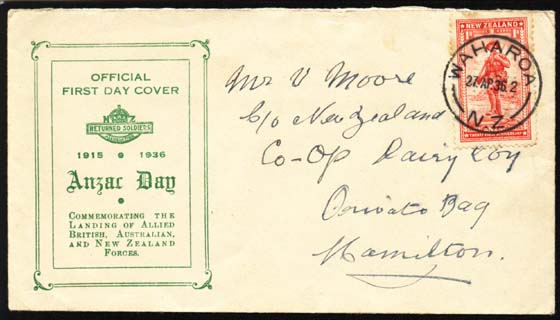 OFFICIAL
FIRST DAY COVER
N Z
RETURNED SOLDIERS
1915 • 1936
Anzac Day
COMMEMORATING THE
LANDING OF ALLIED
BRITISH, AUSTRALIAN,
AND NEW ZEALAND
FORCES.
Mr V Moore
C/o New Zealand
Co-Op Dairy Coy
Private Bag
Hamilton.
NEW ZEALAND
WAHAROA
27 AP 36. 2
N.Z.